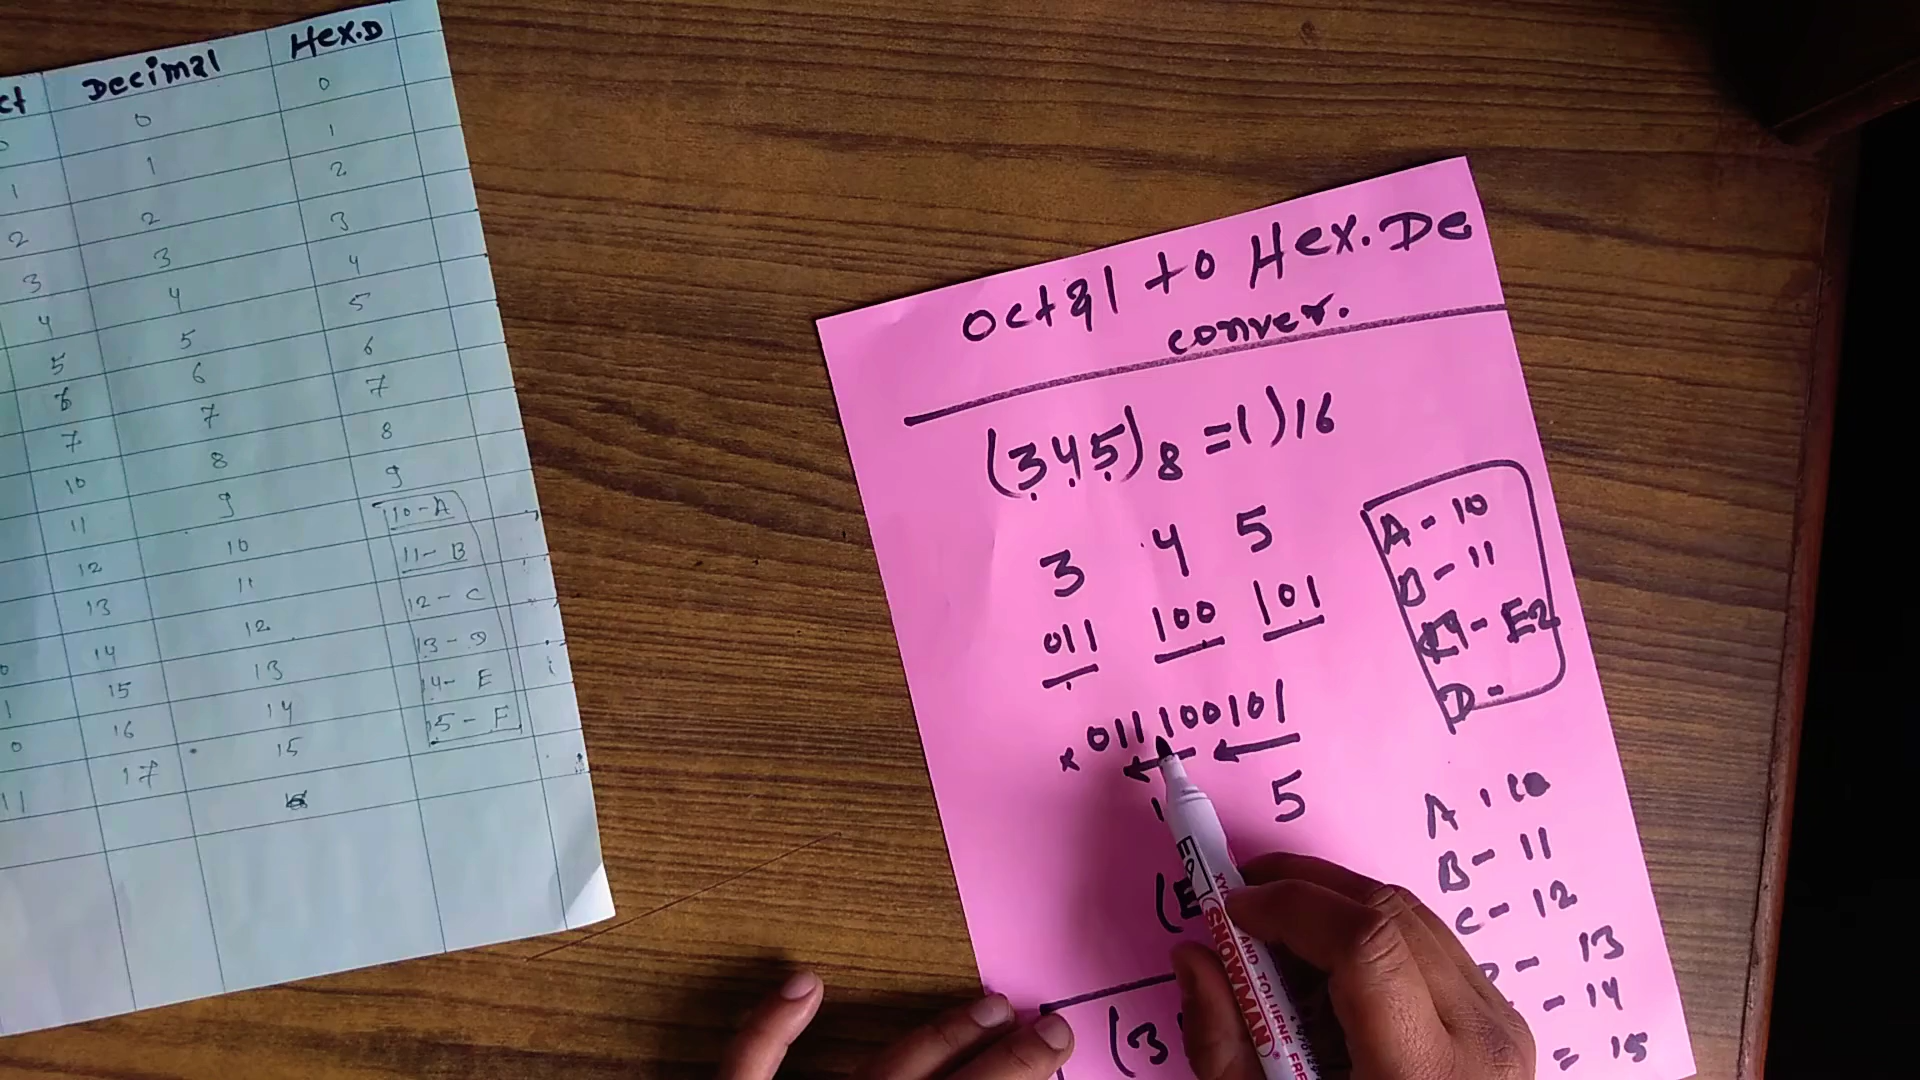 Decimal Hex.D
0 0
1 1 1
2 2 2
3 3 3
4 4 4
5 5 5
6 6 6
7 7 7
10 8 8
11 9 9
12 10 10-A
13 11 11-B
14 12 12-C
15 13 13-D
16 14 14-E
17 15 15-F
Octal to Hex.De
conver.
(345)8 =( )16
3 4 5
011 100 101
x 011100101
5
(E
(3
A - 10
B - 11
D -
A - 10
B - 11
C - 12
- 13
- 14
= 15
SNOWMAN